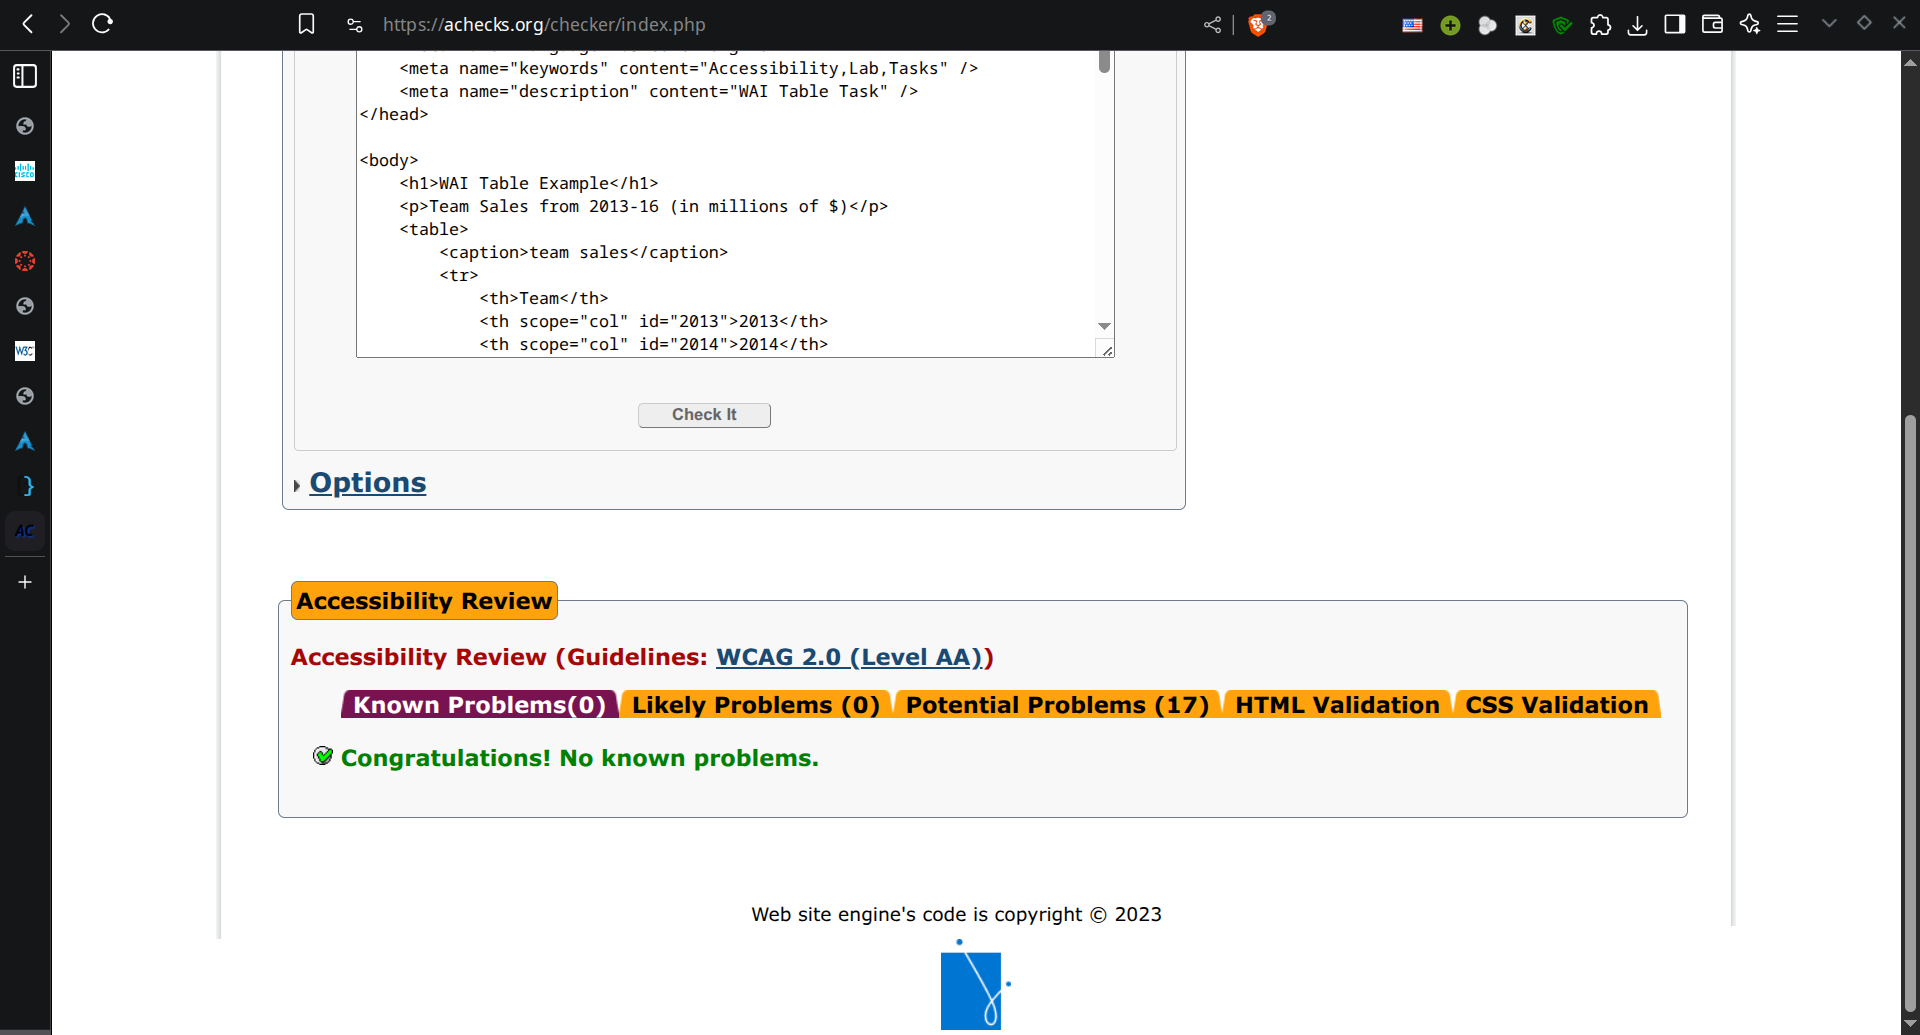 https://achecks.org/checker/index.php
2
<meta name="keywords" content="Accessibility,Lab,Tasks" />
<meta name="description" content="WAI Table Task" />
</head>
<body>
<h1>WAI Table Example</h1>
<p>Team Sales from 2013-16 (in millions of $)</p>
<table>
<caption>team sales</caption>
<tr>
<th>Team</th>
<th scope="col" id="2013">2013</th>
<th scope="col" id="2014">2014</th>
Check It
Options
Accessibility Review
Accessibility Review (Guidelines: WCAG 2.0 (Level AA))
Known Problems(0) Likely Problems (0) Potential Problems (17) HTML Validation CSS Validation
Congratulations! No known problems.
Web site engine's code is copyright © 2023
CISCO
W3C
AC